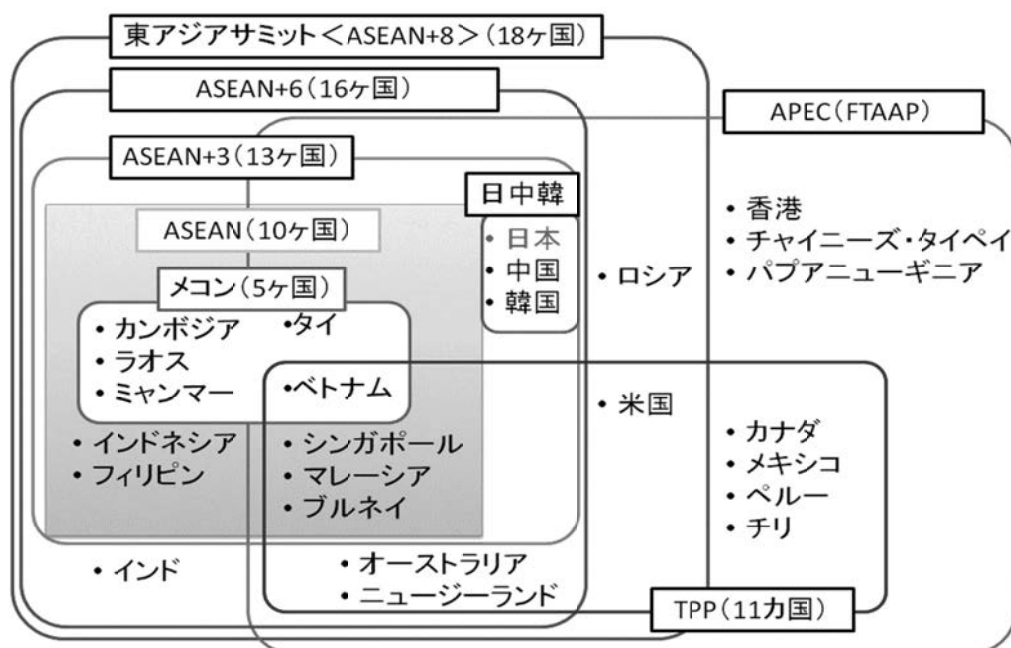 東アジアサミット＜ASEAN+8＞(18ヶ国)
ASEAN+6(16ヶ国)
APEC(FTAAP)
ASEAN+3(13ヶ国)
日中韓
ASEAN(10ヶ国)
• 日本
• 中国
• 韓国
• ロシア
• 香港
• チャイニーズ・タイペイ
• パプアニューギニア
メコン(5ヶ国)
• カンボジア
• ラオス
• ミャンマー
•タイ
•ベトナム
• 米国
• インドネシア
• フィリピン
• シンガポール
• マレーシア
• ブルネイ
• カナダ
• メキシコ
• ペルー
• チリ
• インド
• オーストラリア
• ニュージーランド
TPP(11カ国)